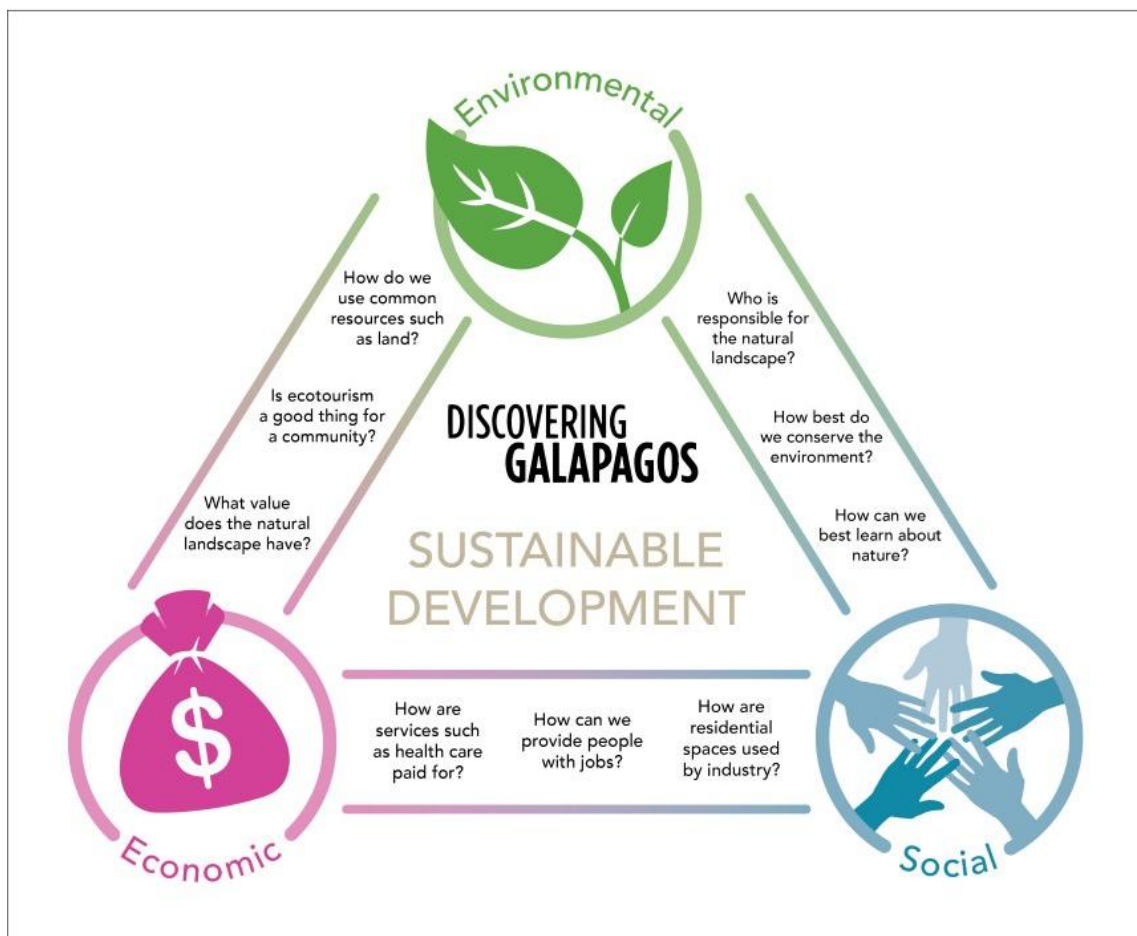 Environmental
How do we
use common
resources such
as land?
Is ecotourism
a good thing for
a community?
What value
does the natural
landscape have?
Who is
responsible for
the natural
landscape?
How best do
we conserve the
environment?
How can we
best learn about
nature?
DISCOVERING
GALAPAGOS
SUSTAINABLE
DEVELOPMENT
$
Economic
How are
services such
as health care
paid for?
How can we
provide people
with jobs?
How are
residential
spaces used
by industry?
Social